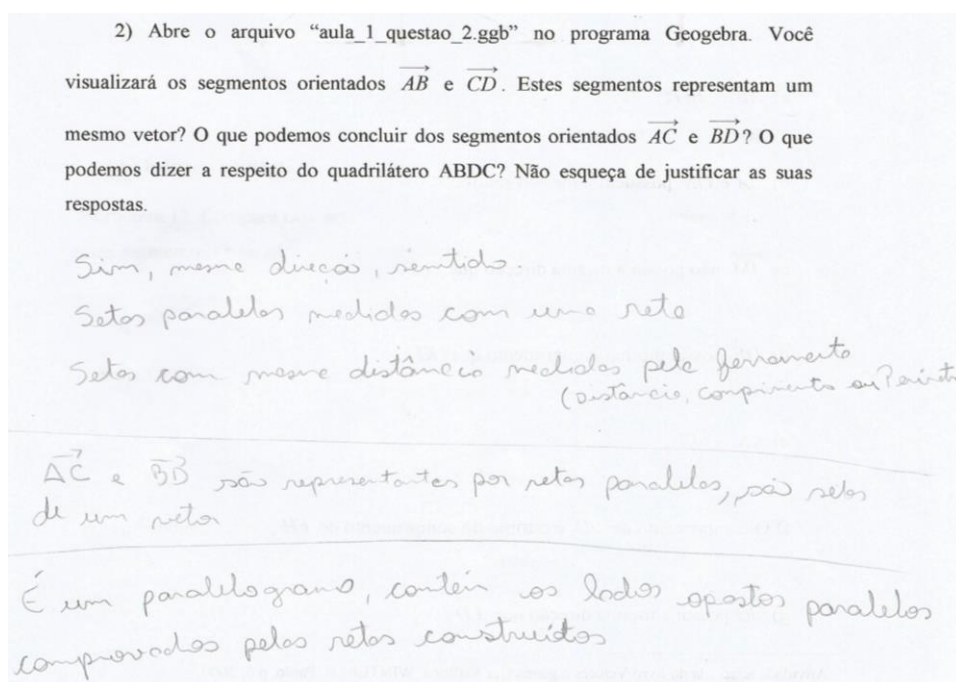 2) Abre o arquivo “aula_1_questao_2.ggb” no programa Geogebra. Você
visualizará os segmentos orientados AB e CD. Estes segmentos representam um
mesmo vetor? O que podemos concluir dos segmentos orientados AC e BD? O que
podemos dizer a respeito do quadrilátero ABDC? Não esqueça de justificar as suas
respostas.
Sim, mesma direção, sentido.
Setas paralelas medidas com uma reta
Setas com mesma distância medidas pela ferramenta
(Distancia, comprimento ou
AC e BD são representantes por retas paralelas, são setas
de um vetor
É um paralelogramo, contém os lados opostos paralelos
comprovados pelas retas construídas